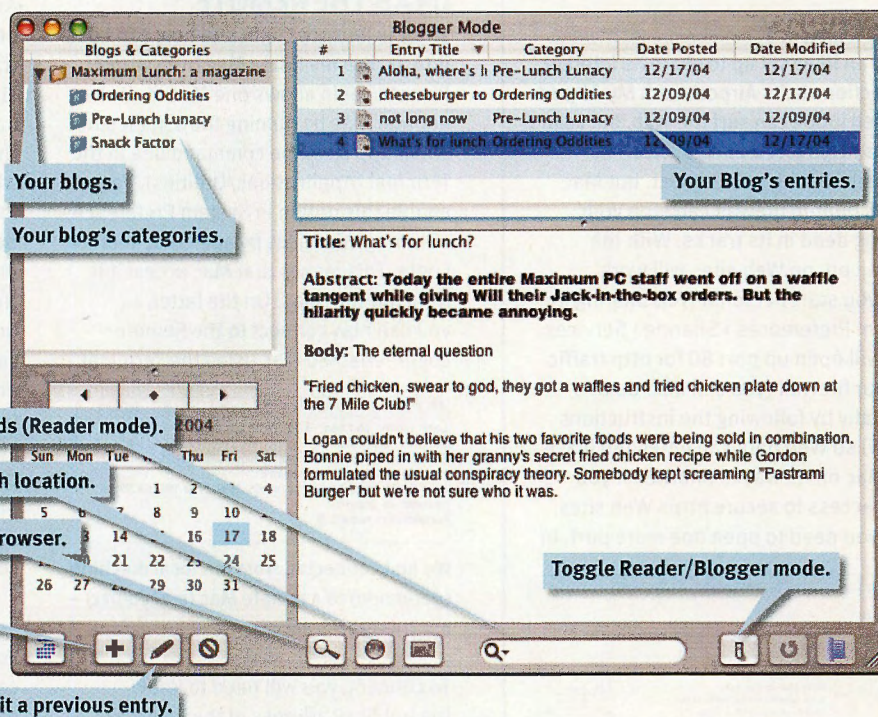 Blogger Mode
Blogs & Categories
# Entry Title Category Date Posted Date Modified
Maximum Lunch: a magazine
Ordering Oddities
Pre-Lunch Lunacy
Snack Factor
1 Aloha, where's Pre-Lunch Lunacy 12/17/04 12/17/04
2 cheeseburger to Ordering Oddities 12/09/04 12/17/04
3 not long now Pre-Lunch Lunacy 12/09/04 12/09/04
4 What's for lunch Ordering Oddities 12/09/04 12/17/04
Your blogs.
Your blog's categories.
Your Blog's entries.
Title: What's for lunch?
Abstract: Today the entire Maximum PC staff went off on a waffle
tangent while giving Will their Jack-in-the-box orders. But the
hilarity quickly became annoying.
Body: The eternal question
"Fried chicken, swear to god, they got a waffles and fried chicken plate down at
the 7 Mile Club!"
Logan couldn't believe that his two favorite foods were being sold in combination.
Bonnie piped in with her granny's secret fried chicken recipe while Gordon
formulated the usual conspiracy theory. Somebody kept screaming "Pastrami
Burger" but we're not sure who it was.
(Reader mode).
2004
Sun Mon Tue Thu Fri Sat
location.
1 2 4
5 6 7 8 9 10
14 16 17 18
21 22 23 24 25
26 27 29 30 31
Toggle Reader/Blogger mode.
a previous entry.